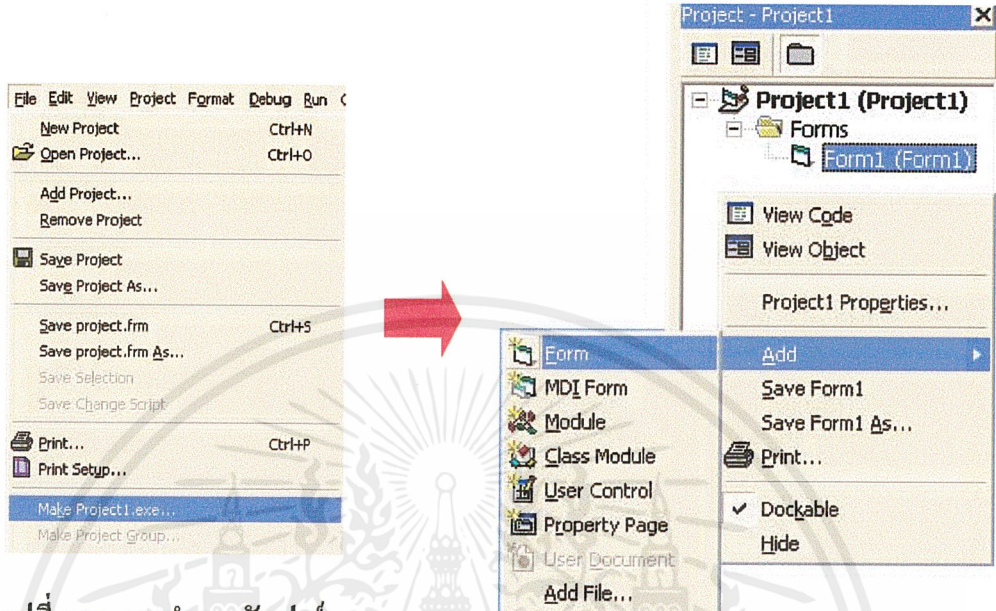 File Edit View Project Format Debug Run
New Project Ctrl+N
Open Project... Ctrl+O
Add Project...
Remove Project
Save Project
Save Project As...
Save project.frm Ctrl+S
Save project.frm As...
Save Selection
Save Change Script
Print... Ctrl+P
Print Setup...
Make Project1.exe...
Make Project Group...
Project - Project1
Project1 (Project1)
Forms
Form1 (Form1)
View Code
View Object
Project1 Properties...
Add
Save Form1
Save Form1 As...
Print...
Dockable
Hide
Form
MDI Form
Module
Class Module
User Control
Property Page
User Document
Add File...